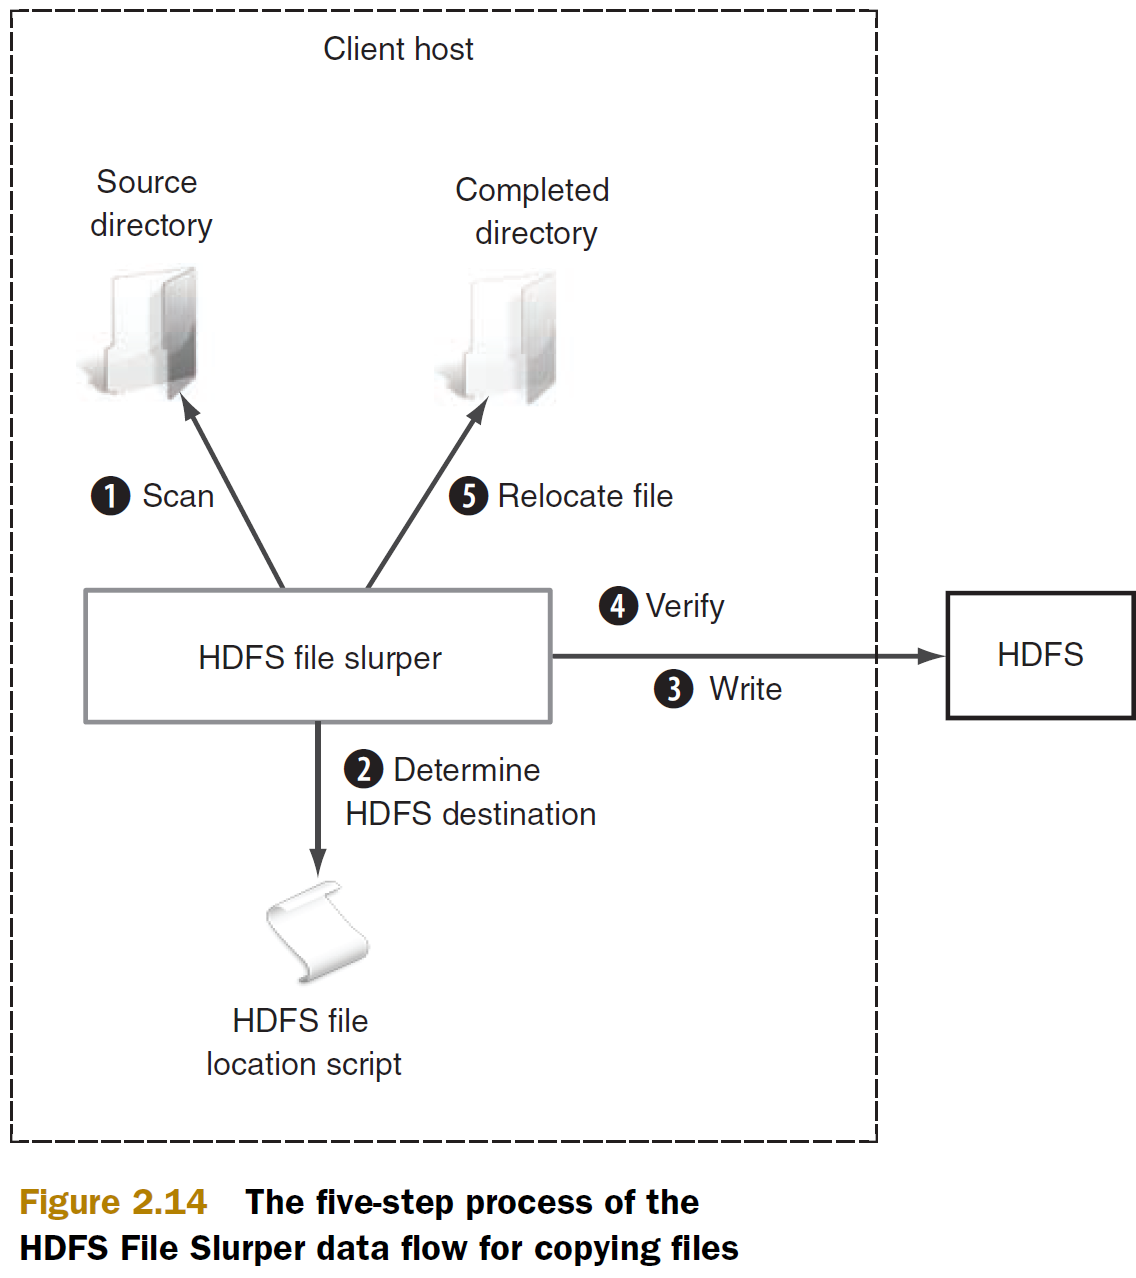 Client host
Source
directory
Completed
directory
1 Scan
5 Relocate file
HDFS file slurper
4 Verify
3 Write
HDFS
2 Determine
HDFS destination
HDFS file
location script
Figure 2.14 The five-step process of the
HDFS File Slurper data flow for copying files